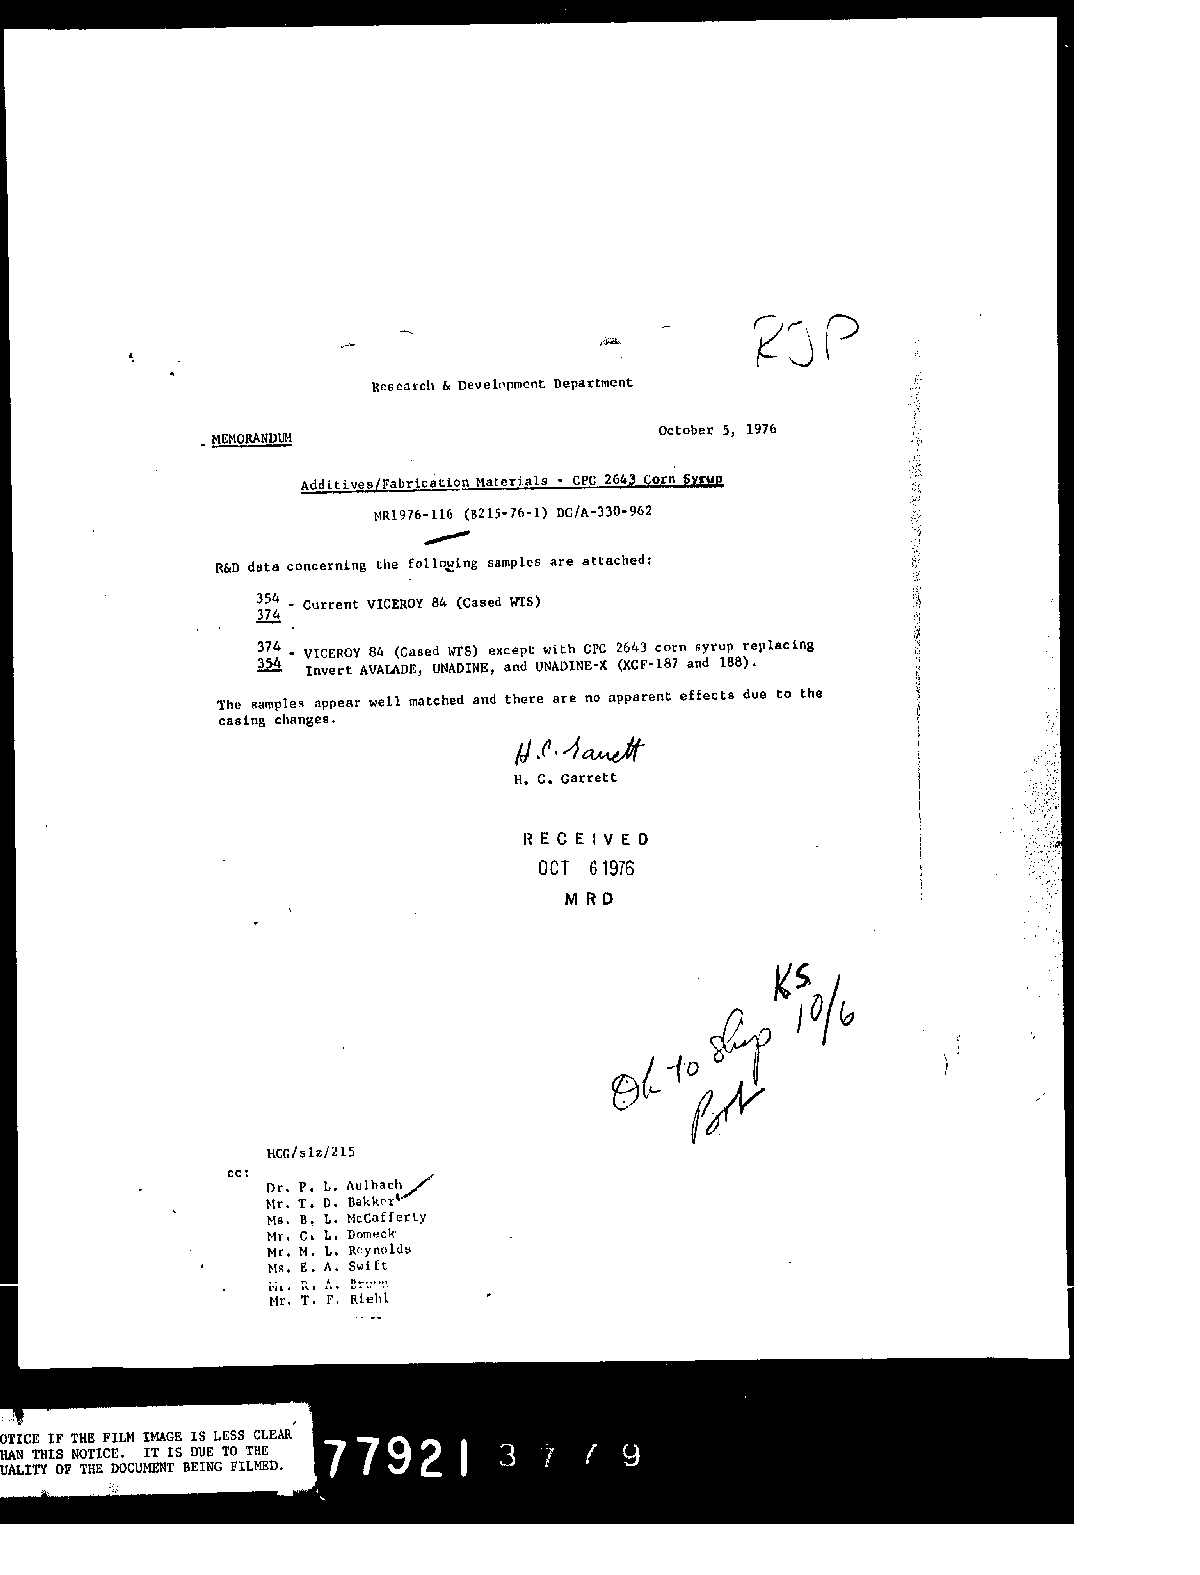 RJP
Research & Development Department
MEMORANDUM
October 5, 1976
Additives/Fabrication Materials - CPC 2643 Corn Syrup
MR1976-116 (B215-76-1) DC/A-330-962
R&D data concerning the following samples are attached:
354
374 - Current VICEROY 84 (Cased WTS)
374
354 - VICEROY 84 (Cased WTS) except with CPC 2643 corn syrup replacing
Invert AVALADE, UNADINE, and UNADINE-X (XCF-187 and 188).
The samples appear well matched and there are no apparent effects due to the
casing changes.
H. C. Garrett
H. C. Garrett
RECEIVED
OCT 6 1976
MRD
KS
10/6
Ok to Ship
HCG/slz/215
cc:
Dr. P. L. Aulbach
Mr. T. D. Bakker
Ms. B. L. McCafferty
Mr. C. L. Domeck
Mr. M. L. Reynolds
Ms. E. A. Swift
R. A. Brown
Mr. T. F. Riehl
OTICE IF THE FILM IMAGE IS LESS CLEAR
HAN THIS NOTICE. IT IS DUE TO THE
UALITY OF THE DOCUMENT BEING FILMED.
77921 37 / 9